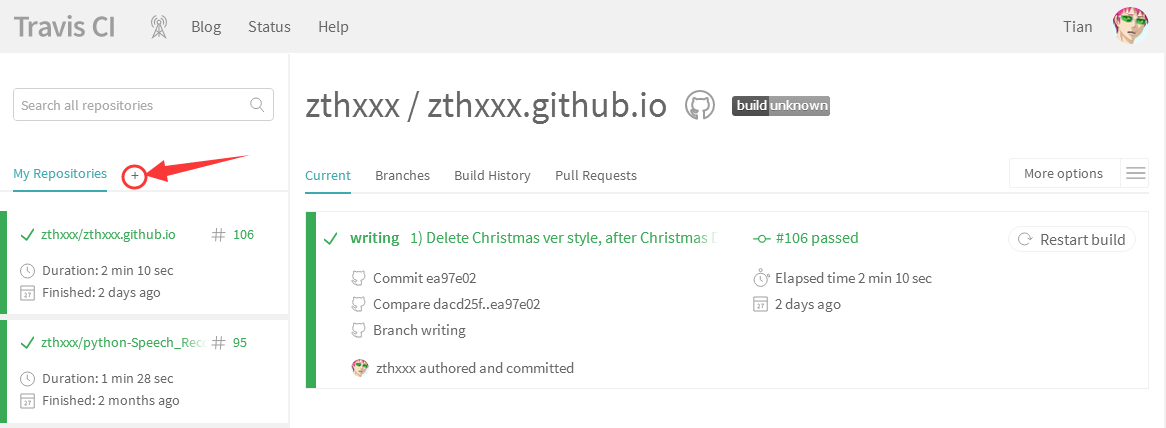 Travis CI Blog Status Help Tian
Search all repositories
zthxxx / zthxxx.github.io build unknown
My Repositories +
Current Branches Build History Pull Requests More options
zthxxx/zthxxx.github.io # 106
Duration: 2 min 10 sec
Finished: 2 days ago
zthxxx/python-Speech_Rec # 95
Duration: 1 min 28 sec
Finished: 2 months ago
writing 1) Delete Christmas ver style, after Christmas #106 passed Restart build
Commit ea97e02 Elapsed time 2 min 10 sec
Compare dacd25f..ea97e02 2 days ago
Branch writing
zthxxx authored and committed